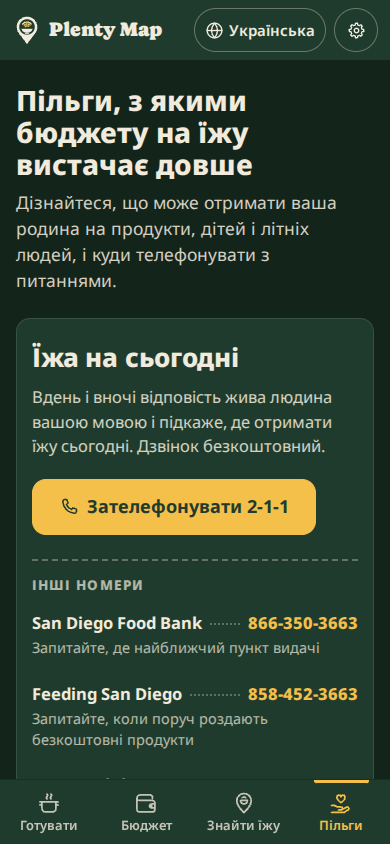 Plenty Map
Українська
Пільги, з якими
бюджету на їжу
вистачає довше
Дізнайтеся, що може отримати ваша
родина на продукти, дітей і літніх
людей, і куди телефонувати з
питаннями.
Їжа на сьогодні
Вдень і вночі відповість жива людина
вашою мовою і підкаже, де отримати
їжу сьогодні. Дзвінок безкоштовний.
Зателефонувати 2-1-1
ІНШІ НОМЕРИ
San Diego Food Bank 866-350-3663
Запитайте, де найближчий пункт видачі
Feeding San Diego 858-452-3663
Запитайте, коли поруч роздають
безкоштовні продукти
Готувати Бюджет Знайти їжу Пільги